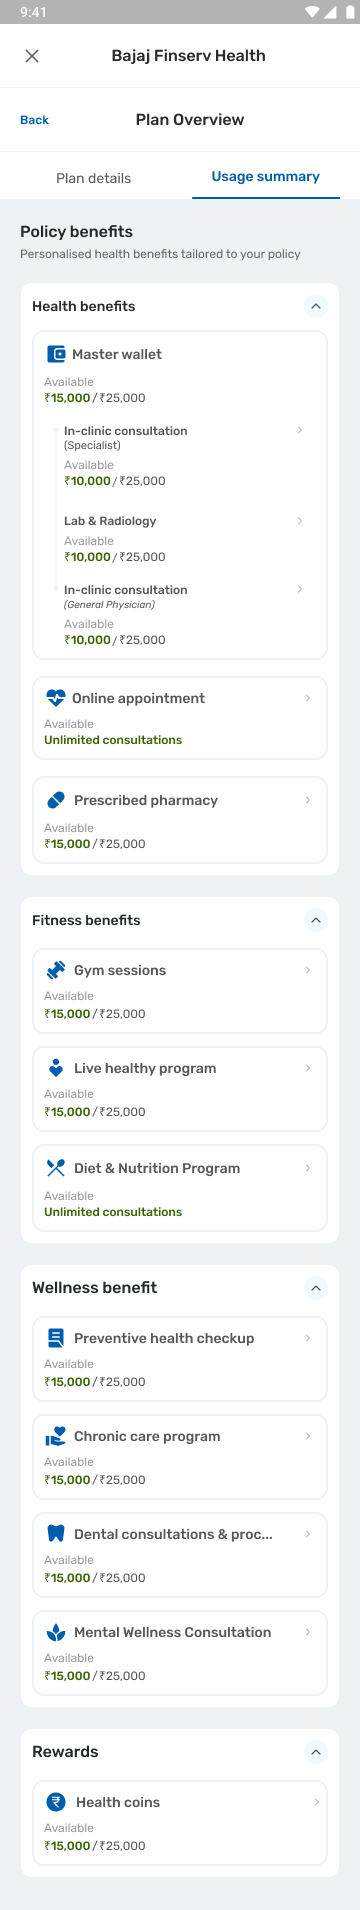 9:41
Bajaj Finserv Health
Back
Plan Overview
Plan details
Usage summary
Policy benefits
Personalised health benefits tailored to your policy
Health benefits
Master wallet
Available
₹15,000/₹25,000
In-clinic consultation
(Specialist)
Available
₹10,000/₹25,000
Lab & Radiology
Available
₹10,000/₹25,000
In-clinic consultation
(General Physician)
Available
₹10,000/₹25,000
Online appointment
Available
Unlimited consultations
Prescribed pharmacy
Available
₹15,000/₹25,000
Fitness benefits
Gym sessions
Available
₹15,000/₹25,000
Live healthy program
Available
₹15,000/₹25,000
Diet & Nutrition Program
Available
Unlimited consultations
Wellness benefit
Preventive health checkup
Available
₹15,000/₹25,000
Chronic care program
Available
₹15,000/₹25,000
Dental consultations & proc...
Available
₹15,000/₹25,000
Mental Wellness Consultation
Available
₹15,000/₹25,000
Rewards
Health coins
Available
₹15,000/₹25,000